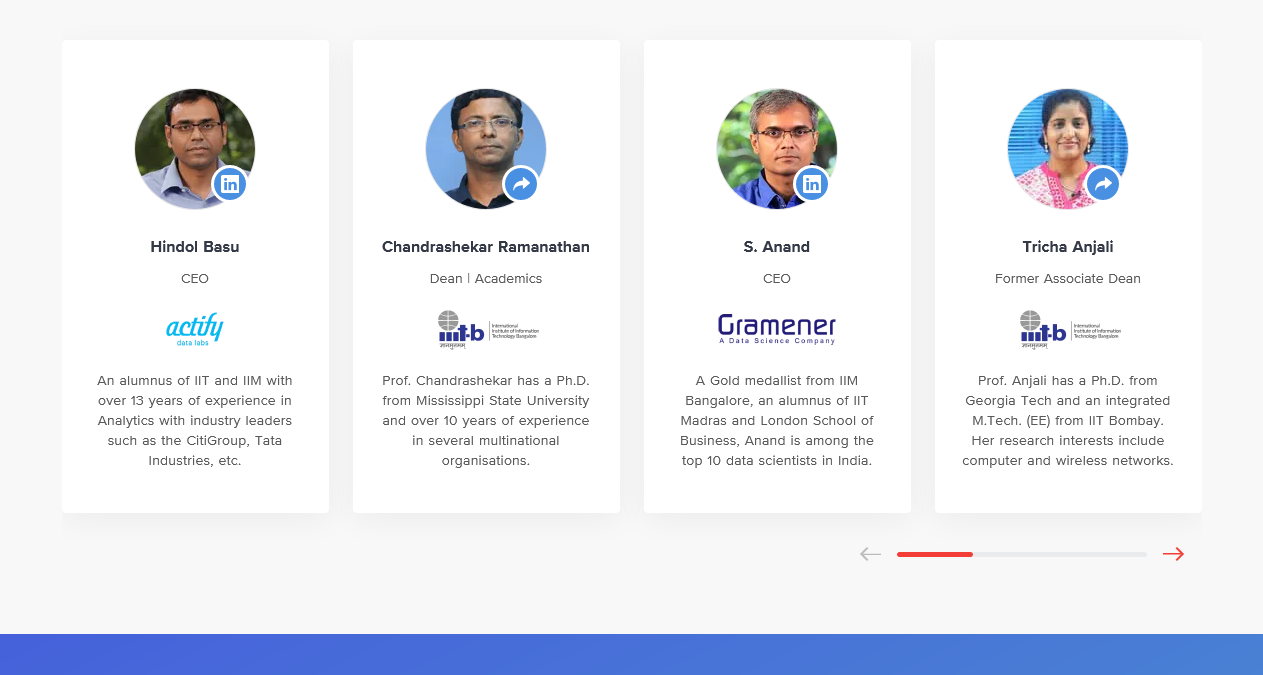 Hindol Basu
CEO
actify
data labs
An alumnus of IIT and IIM with
over 13 years of experience in
Analytics with industry leaders
such as the CitiGroup, Tata
Industries, etc.
Chandrashekar Ramanathan
Dean | Academics
iiit-b
International
Institute of Information
Technology Bangalore
ज्ञानमुत्तमम्
Prof. Chandrashekar has a Ph.D.
from Mississippi State University
and over 10 years of experience
in several multinational
organisations.
S. Anand
CEO
Gramener
A Data Science Company
A Gold medallist from IIM
Bangalore, an alumnus of IIT
Madras and London School of
Business, Anand is among the
top 10 data scientists in India.
Tricha Anjali
Former Associate Dean
iiit-b
International
Institute of Information
Technology Bangalore
ज्ञानमुत्तमम्
Prof. Anjali has a Ph.D. from
Georgia Tech and an integrated
M.Tech. (EE) from IIT Bombay.
Her research interests include
computer and wireless networks.